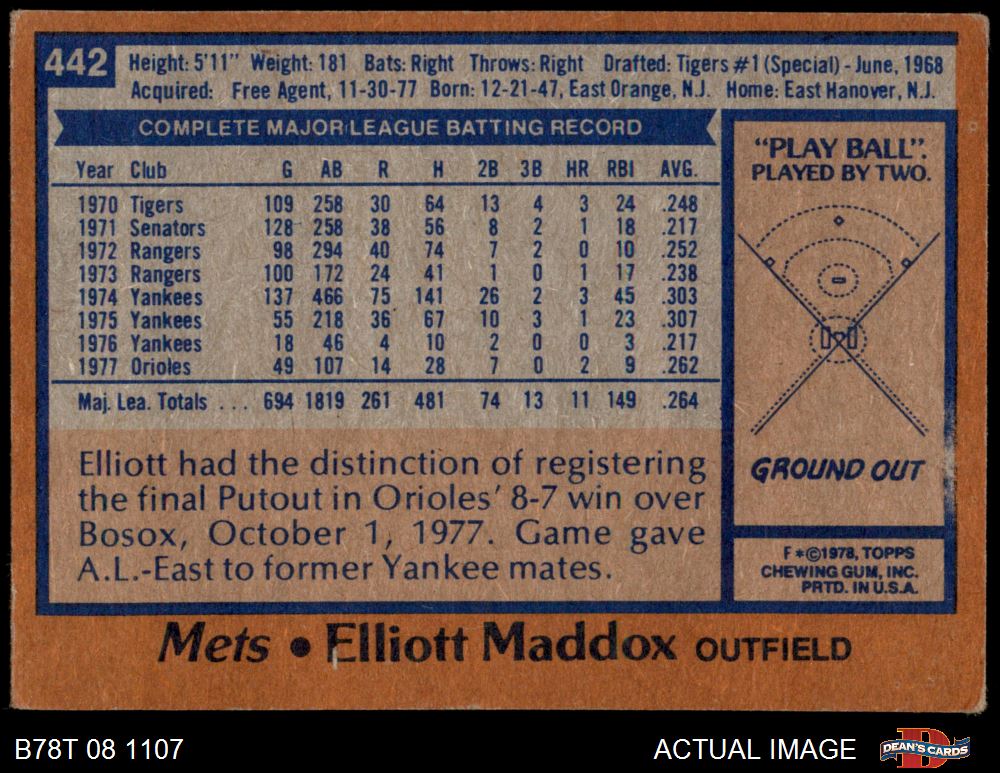 442
Height: 5'11" Weight: 181 Bats: Right Throws: Right Drafted: Tigers #1 (Special) - June, 1968
Acquired: Free Agent, 11-30-77 Born: 12-21-47, East Orange, N.J. Home: East Hanover, N.J.
COMPLETE MAJOR LEAGUE BATTING RECORD
Year Club G AB R H 2B 3B HR RBI AVG.
1970 Tigers 109 258 30 64 13 4 3 24 .248
1971 Senators 128 258 38 56 8 2 1 18 .217
1972 Rangers 98 294 40 74 7 2 0 10 .252
1973 Rangers 100 172 24 41 1 0 1 17 .238
1974 Yankees 137 466 75 141 26 2 3 45 .303
1975 Yankees 55 218 36 67 10 3 1 23 .307
1976 Yankees 18 46 4 10 2 0 0 3 .217
1977 Orioles 49 107 14 28 7 0 2 9 .262
Maj. Lea. Totals ... 694 1819 261 481 74 13 11 149 .264
Elliott had the distinction of registering
the final Putout in Orioles' 8-7 win over
Bosox, October 1, 1977. Game gave
A.L.-East to former Yankee mates.
"PLAY BALL".
PLAYED BY TWO.
GROUND OUT
F*©1978, TOPPS
CHEWING GUM, INC.
PRTD. IN U.S.A.
Mets • Elliott Maddox OUTFIELD
B78T 08 1107
ACTUAL IMAGE
DEAN'S CARDS